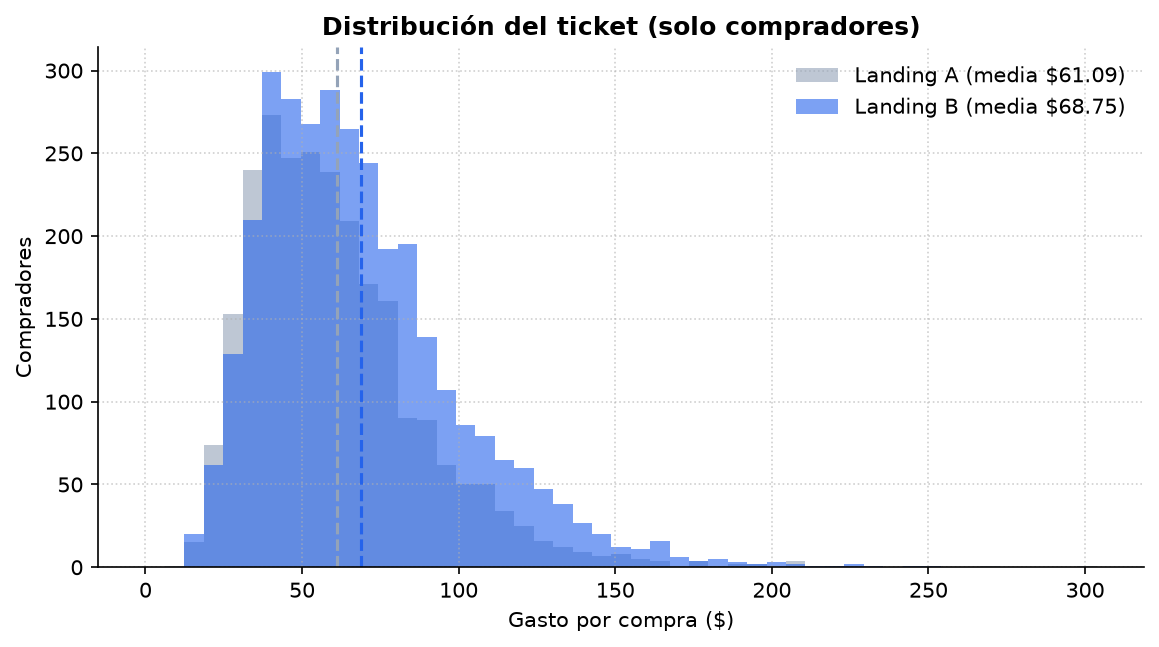 Distribución del ticket (solo compradores)
Landing A (media $61.09)
Landing B (media $68.75)
Compradores
300
250
200
150
100
50
0
0 50 100 150 200 250 300
Gasto por compra ($)